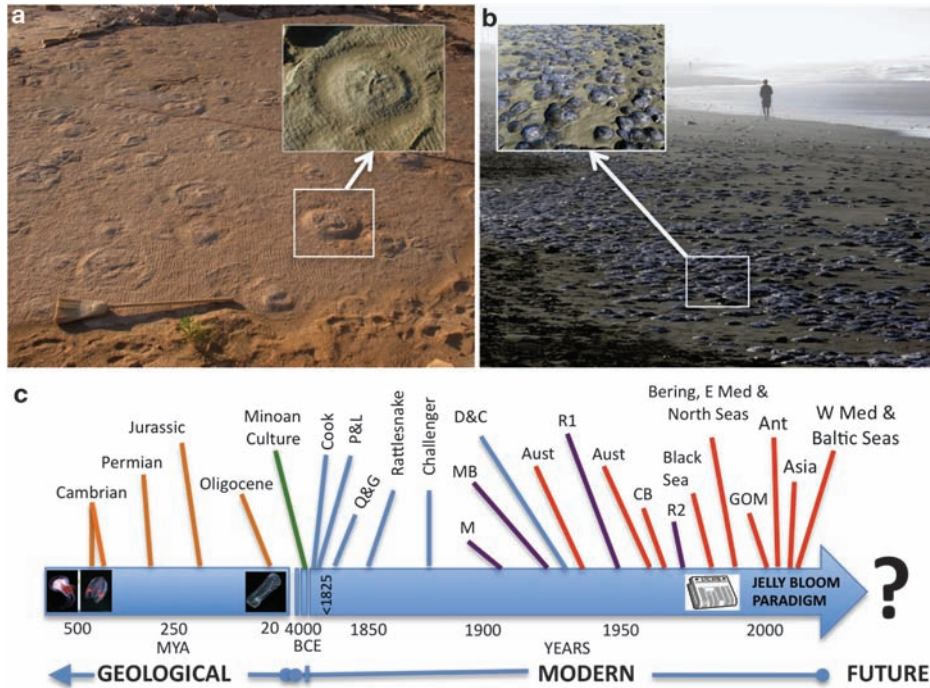 a
b
c
Cambrian
Permian
Jurassic
Oligocene
Minoan
Culture
Cook
P&L
Q&G
Rattlesnake
Challenger
M
MB
D&C
Aust
R1
Aust
CB
R2
Black
Sea
Bering, E Med &
North Seas
GOM
Ant
Asia
W Med &
Baltic Seas
<1825
JELLY BLOOM
PARADIGM
?
500 250 20 4000 1850 1900 1950 2000
MYA BCE YEARS
GEOLOGICAL MODERN FUTURE